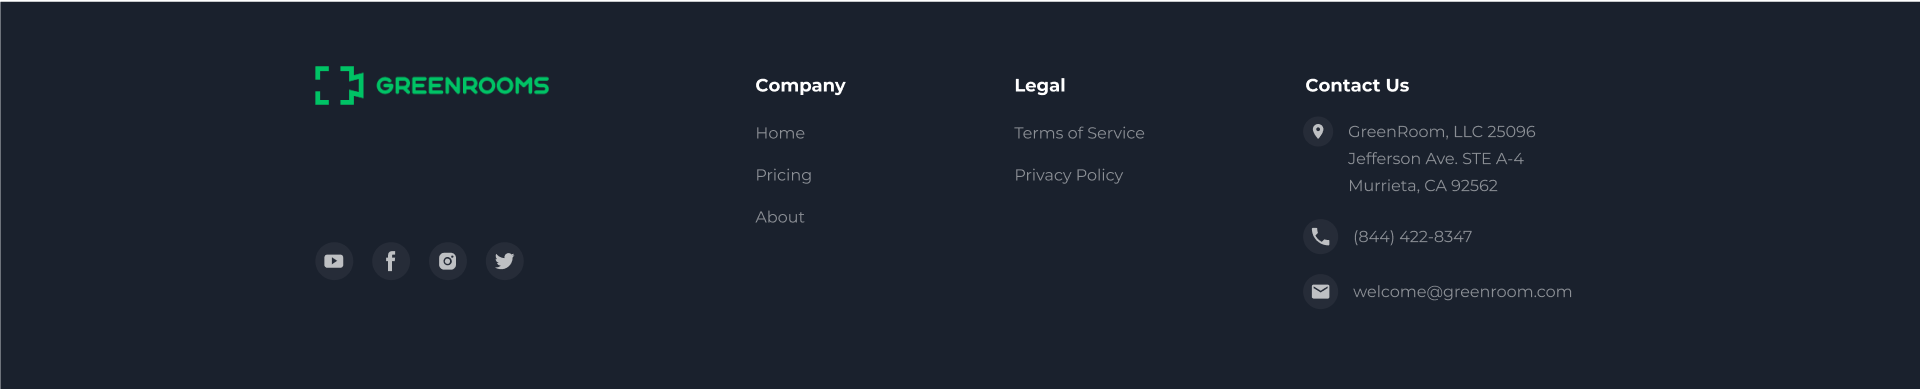 GREENROOMS
Company
Home
Pricing
About
Legal
Terms of Service
Privacy Policy
Contact Us
GreenRoom, LLC 25096
Jefferson Ave. STE A-4
Murrieta, CA 92562
(844) 422-8347
welcome@greenroom.com